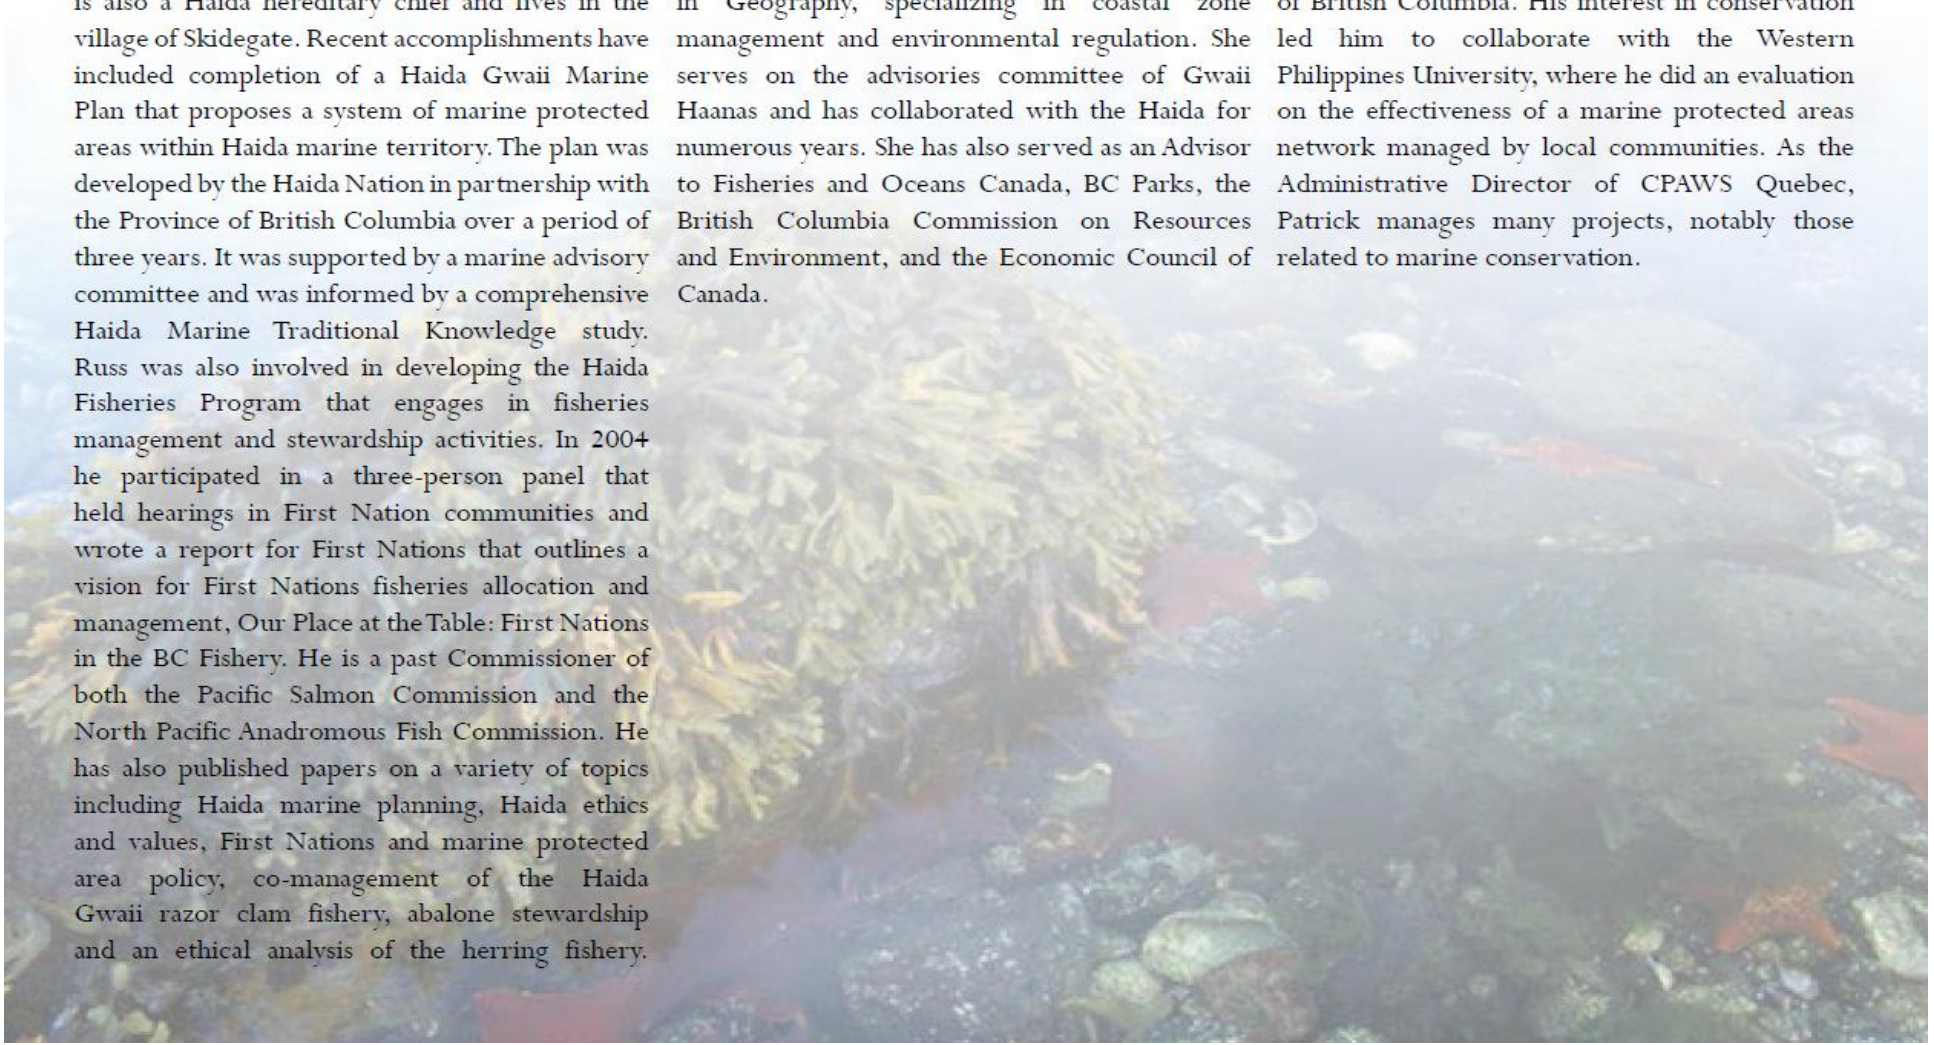 is also a Haida hereditary chief and lives in the
village of Skidegate. Recent accomplishments have
included completion of a Haida Gwaii Marine
Plan that proposes a system of marine protected
areas within Haida marine territory. The plan was
developed by the Haida Nation in partnership with
the Province of British Columbia over a period of
three years. It was supported by a marine advisory
committee and was informed by a comprehensive
Haida Marine Traditional Knowledge study.
Russ was also involved in developing the Haida
Fisheries Program that engages in fisheries
management and stewardship activities. In 2004
he participated in a three-person panel that
held hearings in First Nation communities and
wrote a report for First Nations that outlines a
vision for First Nations fisheries allocation and
management, Our Place at the Table: First Nations
in the BC Fishery. He is a past Commissioner of
both the Pacific Salmon Commission and the
North Pacific Anadromous Fish Commission. He
has also published papers on a variety of topics
including Haida marine planning, Haida ethics
and values, First Nations and marine protected
area policy, co-management of the Haida
Gwaii razor clam fishery, abalone stewardship
and an ethical analysis of the herring fishery.
in Geography, specializing in coastal zone
management and environmental regulation. She
serves on the advisories committee of Gwaii
Haanas and has collaborated with the Haida for
numerous years. She has also served as an Advisor
to Fisheries and Oceans Canada, BC Parks, the
British Columbia Commission on Resources
and Environment, and the Economic Council of
Canada.
of British Columbia. His interest in conservation
led him to collaborate with the Western
Philippines University, where he did an evaluation
on the effectiveness of a marine protected areas
network managed by local communities. As the
Administrative Director of CPAWS Quebec,
Patrick manages many projects, notably those
related to marine conservation.